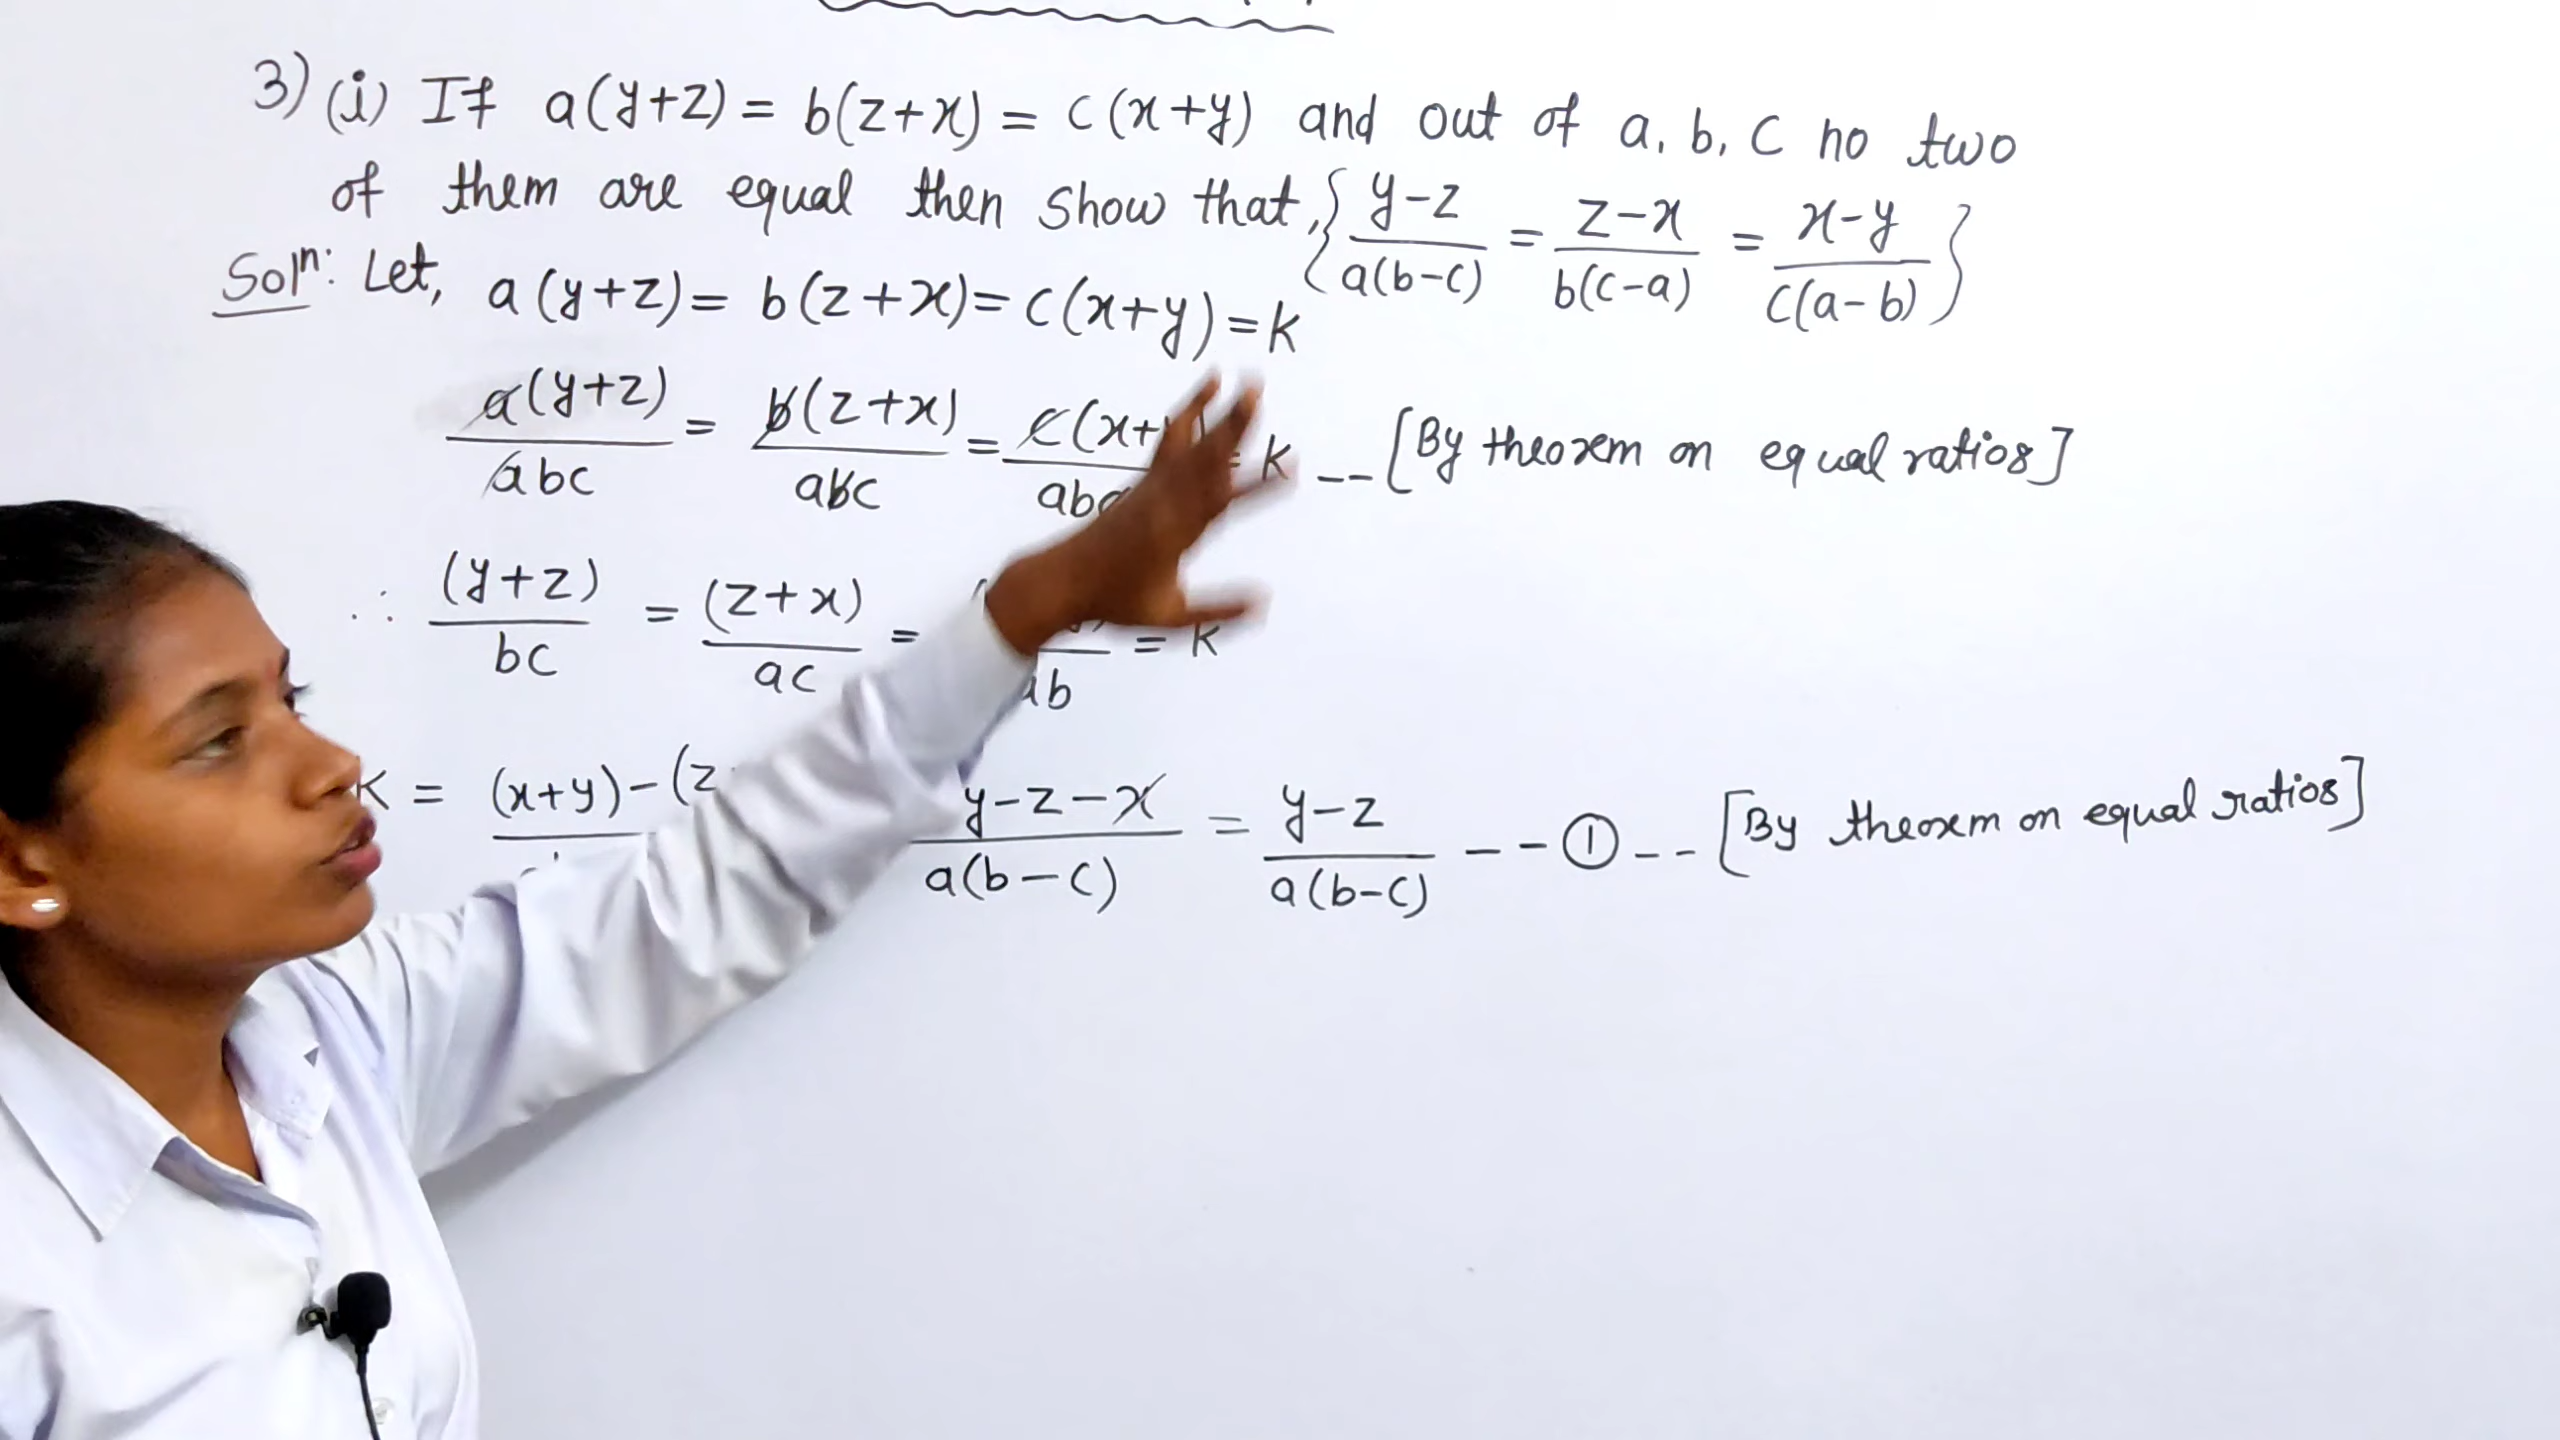 3) (i) If a(y+z) = b(z+x) = c(x+y) and out of a, b, c no two
of them are equal then show that, { (y-z)/(a(b-c)) = (z-x)/(b(c-a)) = (x-y)/(c(a-b)) }
Solⁿ: Let, a(y+z) = b(z+x) = c(x+y) = k
a(y+z)/abc = b(z+x)/abc = c(x+ /ab = k -- [By theorem on equal ratios]
∴ (y+z)/bc = (z+x)/ac = ( /ab = k
K = (x+y)-(z y-z-x/a(b-c) = y-z/a(b-c) --①-- [By theorem on equal ratios]